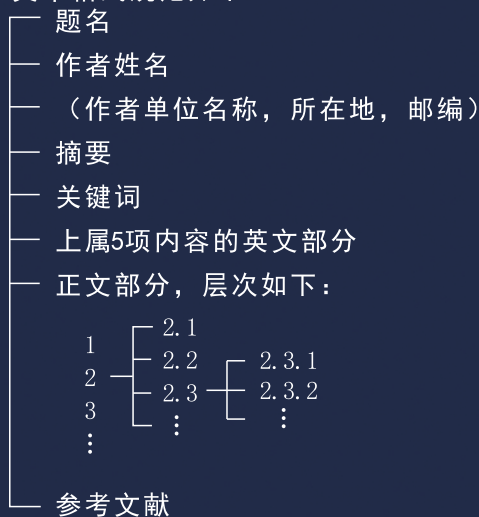 题名
作者姓名
（作者单位名称，所在地，邮编）
摘要
关键词
上属5项内容的英文部分
正文部分，层次如下：
2.1
1
2.2
2.3.1
2
2.3
2.3.2
3
⋮
⋮
⋮
参考文献